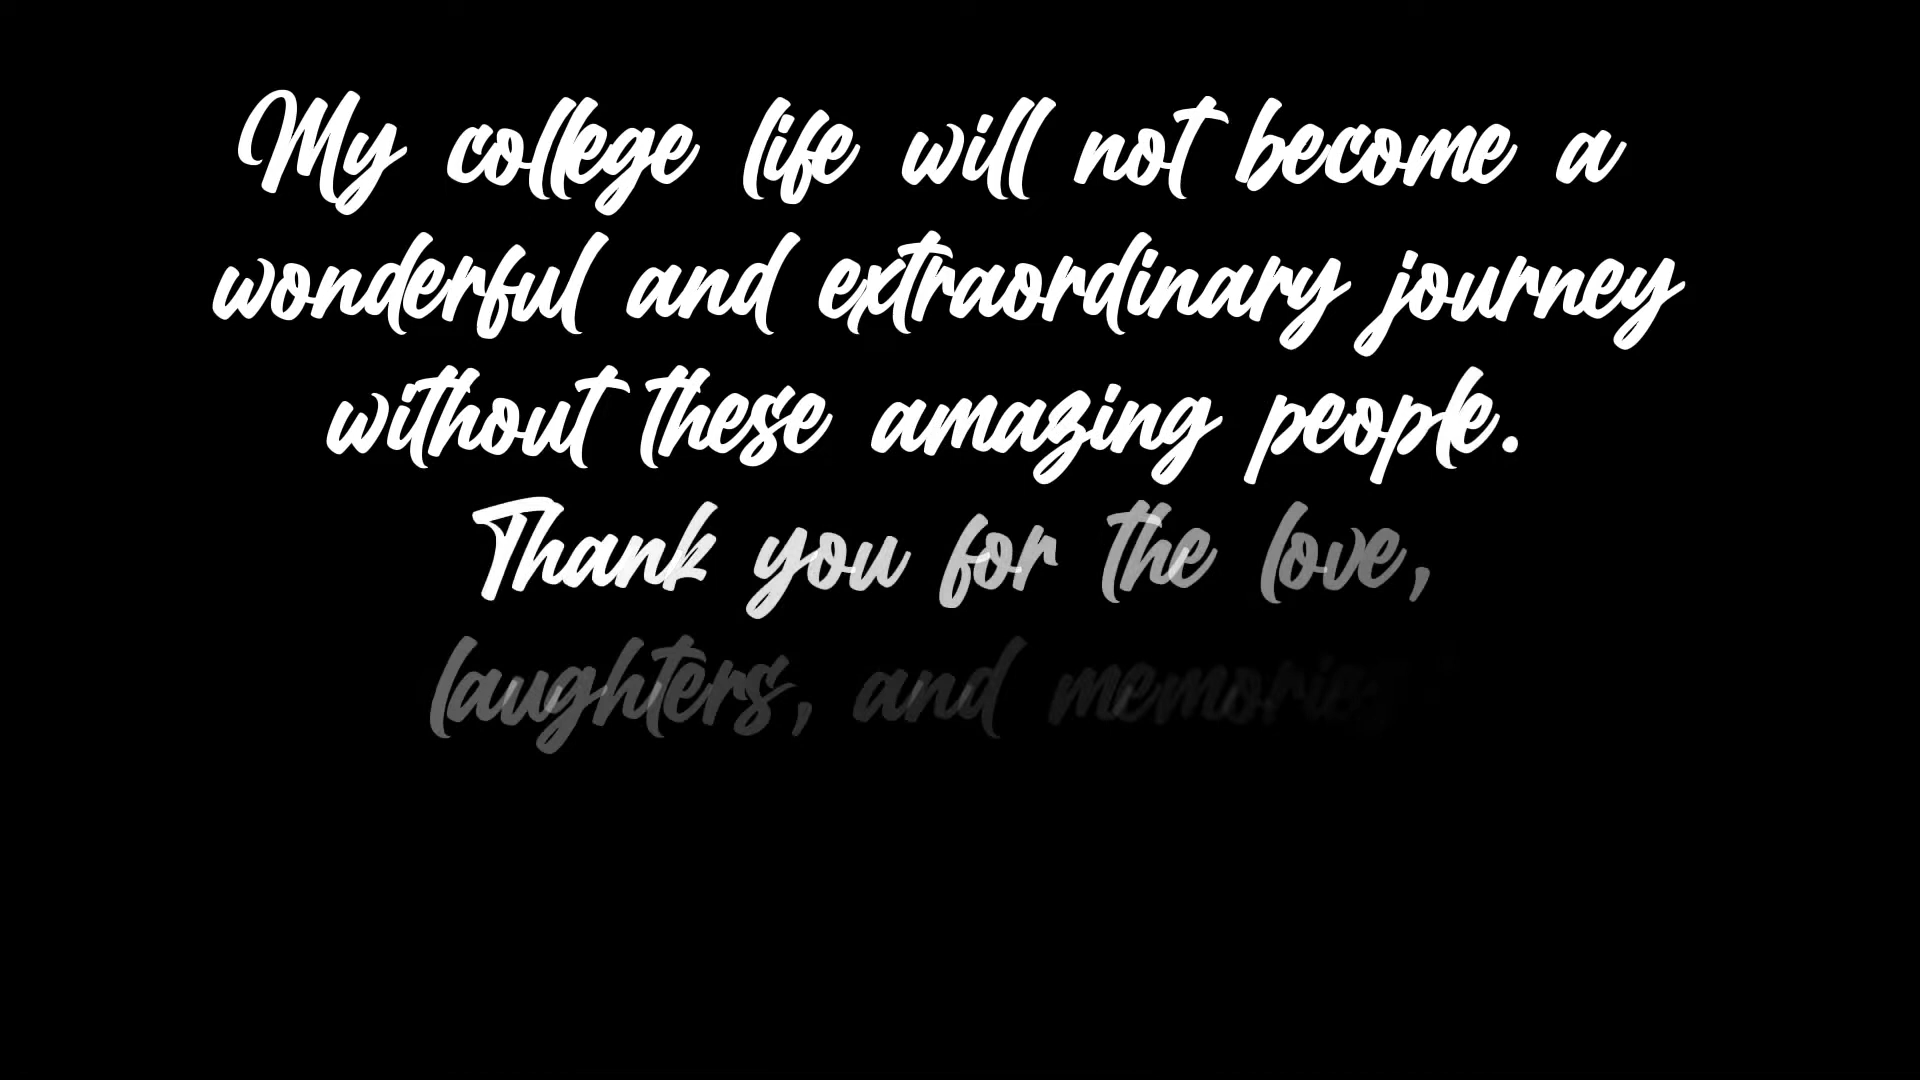 My college life will not become a
wonderful and extraordinary journey
without these amazing people.
Thank you for the love,
laughters, and memories